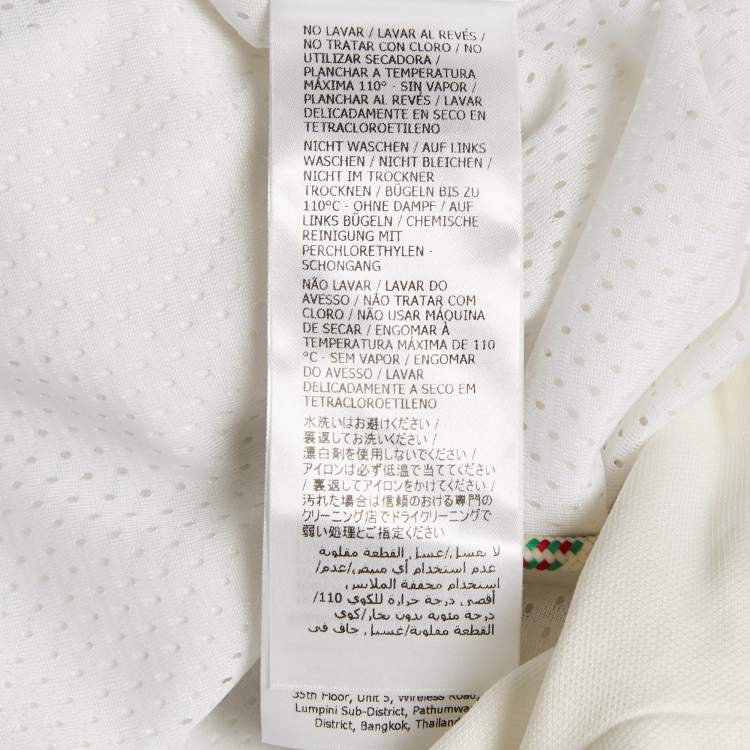 NO LAVAR / LAVAR AL REVÉS /
NO TRATAR CON CLORO / NO
UTILIZAR SECADORA /
PLANCHAR A TEMPERATURA
MÁXIMA 110° - SIN VAPOR /
PLANCHAR AL REVÉS / LAVAR
DELICADAMENTE EN SECO EN
TETRACLOROETILENO
NICHT WASCHEN / AUF LINKS
WASCHEN / NICHT BLEICHEN /
NICHT IM TROCKNER
TROCKNEN / BÜGELN BIS ZU
110°C - OHNE DAMPF / AUF
LINKS BÜGELN / CHEMISCHE
REINIGUNG MIT
PERCHLORETHYLEN -
SCHONGANG
NÃO LAVAR / LAVAR DO
AVESSO / NÃO TRATAR COM
CLORO / NÃO USAR MÁQUINA
DE SECAR / ENGOMAR À
TEMPERATURA MÁXIMA DE 110
°C - SEM VAPOR / ENGOMAR
DO AVESSO / LAVAR
DELICADAMENTE A SECO EM
TETRACLOROETILENO
水洗いはお避けください /
裏返してお洗いください /
漂白剤を使用しないでください /
アイロンは必ず低温で当ててください
/ 裏返してアイロンをかけてください /
汚れた場合は信頼のおける専門の
クリーニング店でドライクリーニングで
弱い処理とご指定ください
لا يغسل/غسل القطعة مقلوبة
عدم استخدام أي مبيض/عدم/
استخدام مجففة الملابس
أقصى درجة حرارة للكوي 110/
درجة مئوية بدون بخار/كوي
القطعة مقلوبة/غسيل جاف في
35th Floor, Unit 5, Wireless Road,
Lumpini Sub-District, Pathumwan
District, Bangkok, Thailand